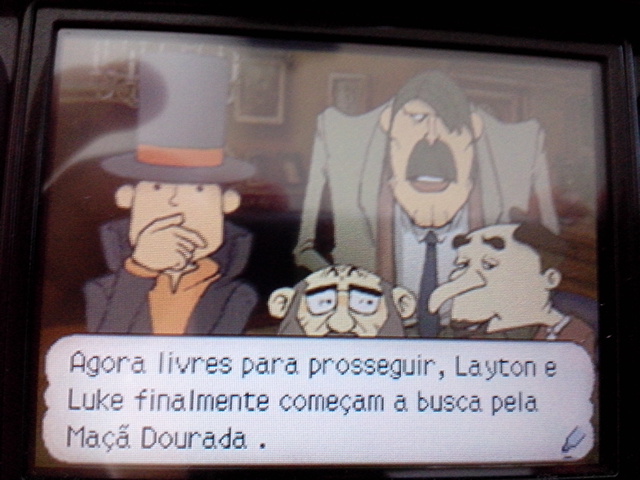 Agora livres para prosseguir, Layton e
Luke finalmente começam a busca pela
Maçã Dourada .